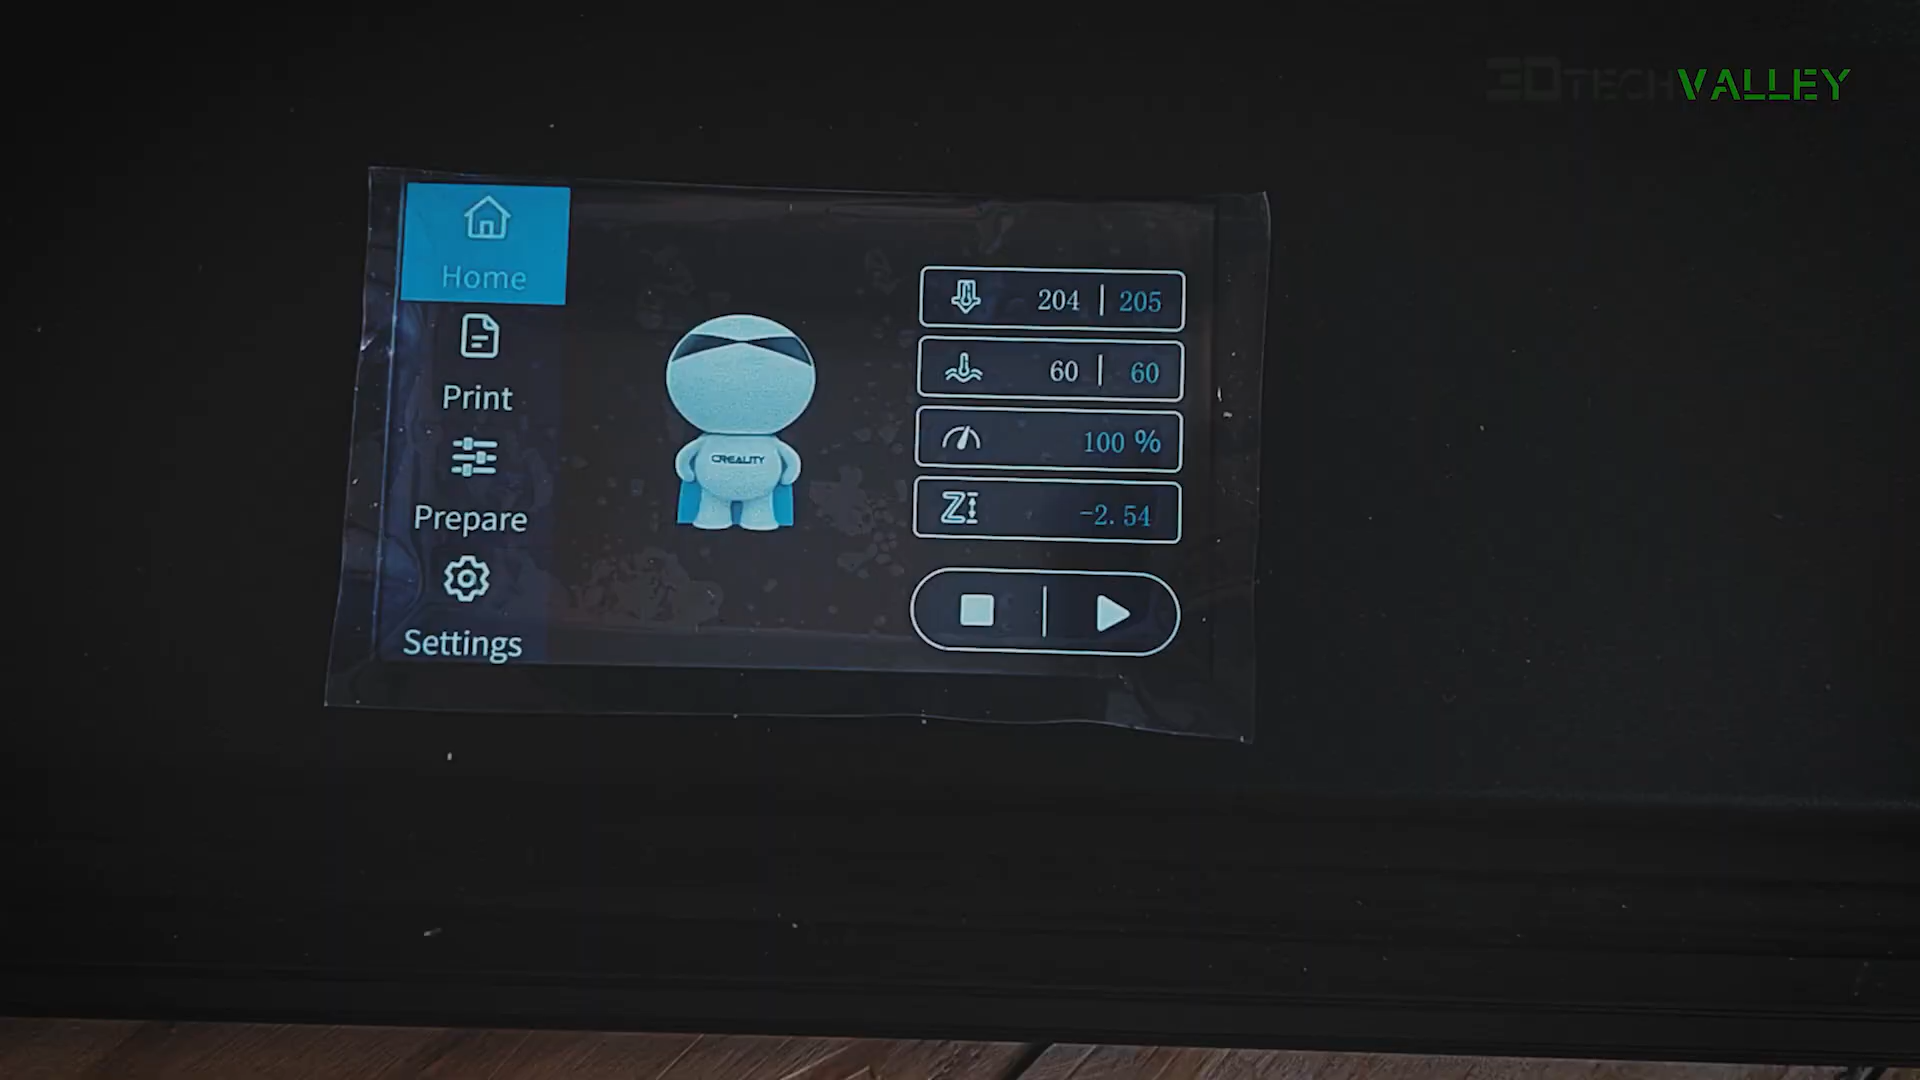 3DTECHVALLEY
Home
204 | 205
Print
60 | 60
CREALITY
100 %
Prepare
Z
-2.54
Settings